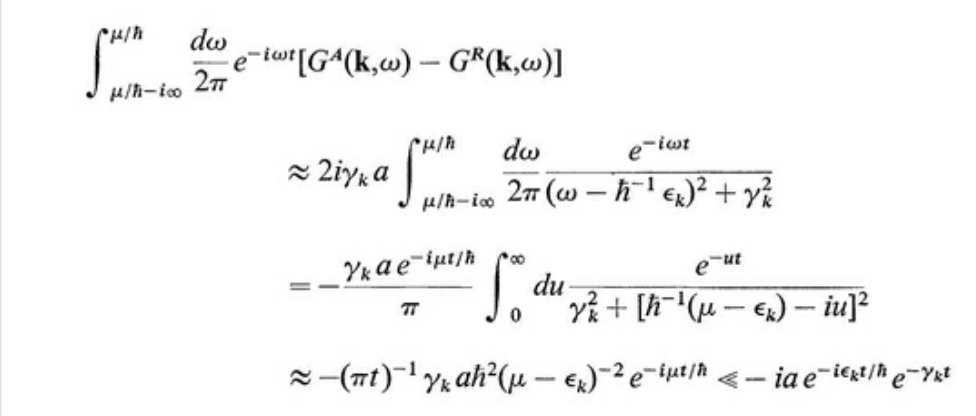 ∫_{μ/ħ−i∞}^{μ/ħ} dω/2π e^{−iωt}[G^A(k,ω) − G^R(k,ω)]
≈ 2iγ_k a ∫_{μ/ħ−i∞}^{μ/ħ} dω/2π e^{−iωt}/((ω − ħ^{−1} ϵ_k)^2 + γ_k^2)
= −(γ_k a e^{−iμt/ħ}/π) ∫_0^∞ du e^{−ut}/(γ_k^2 + [ħ^{−1}(μ − ϵ_k) − iu]^2)
≈ −(πt)^{−1} γ_k aħ^2(μ − ϵ_k)^{−2} e^{−iμt/ħ} ≪ − ia e^{−iϵ_k t/ħ} e^{−γ_k t}